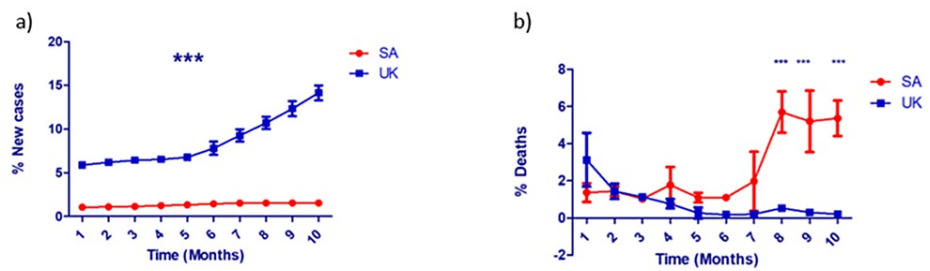 a)
20
15
10
5
0
% New cases
***
SA
UK
1 2 3 4 5 6 7 8 9 10
Time (Months)
b)
8
6
4
2
0
-2
% Deaths
*** *** ***
SA
UK
1 2 3 4 5 6 7 8 9 10
Time (Months)